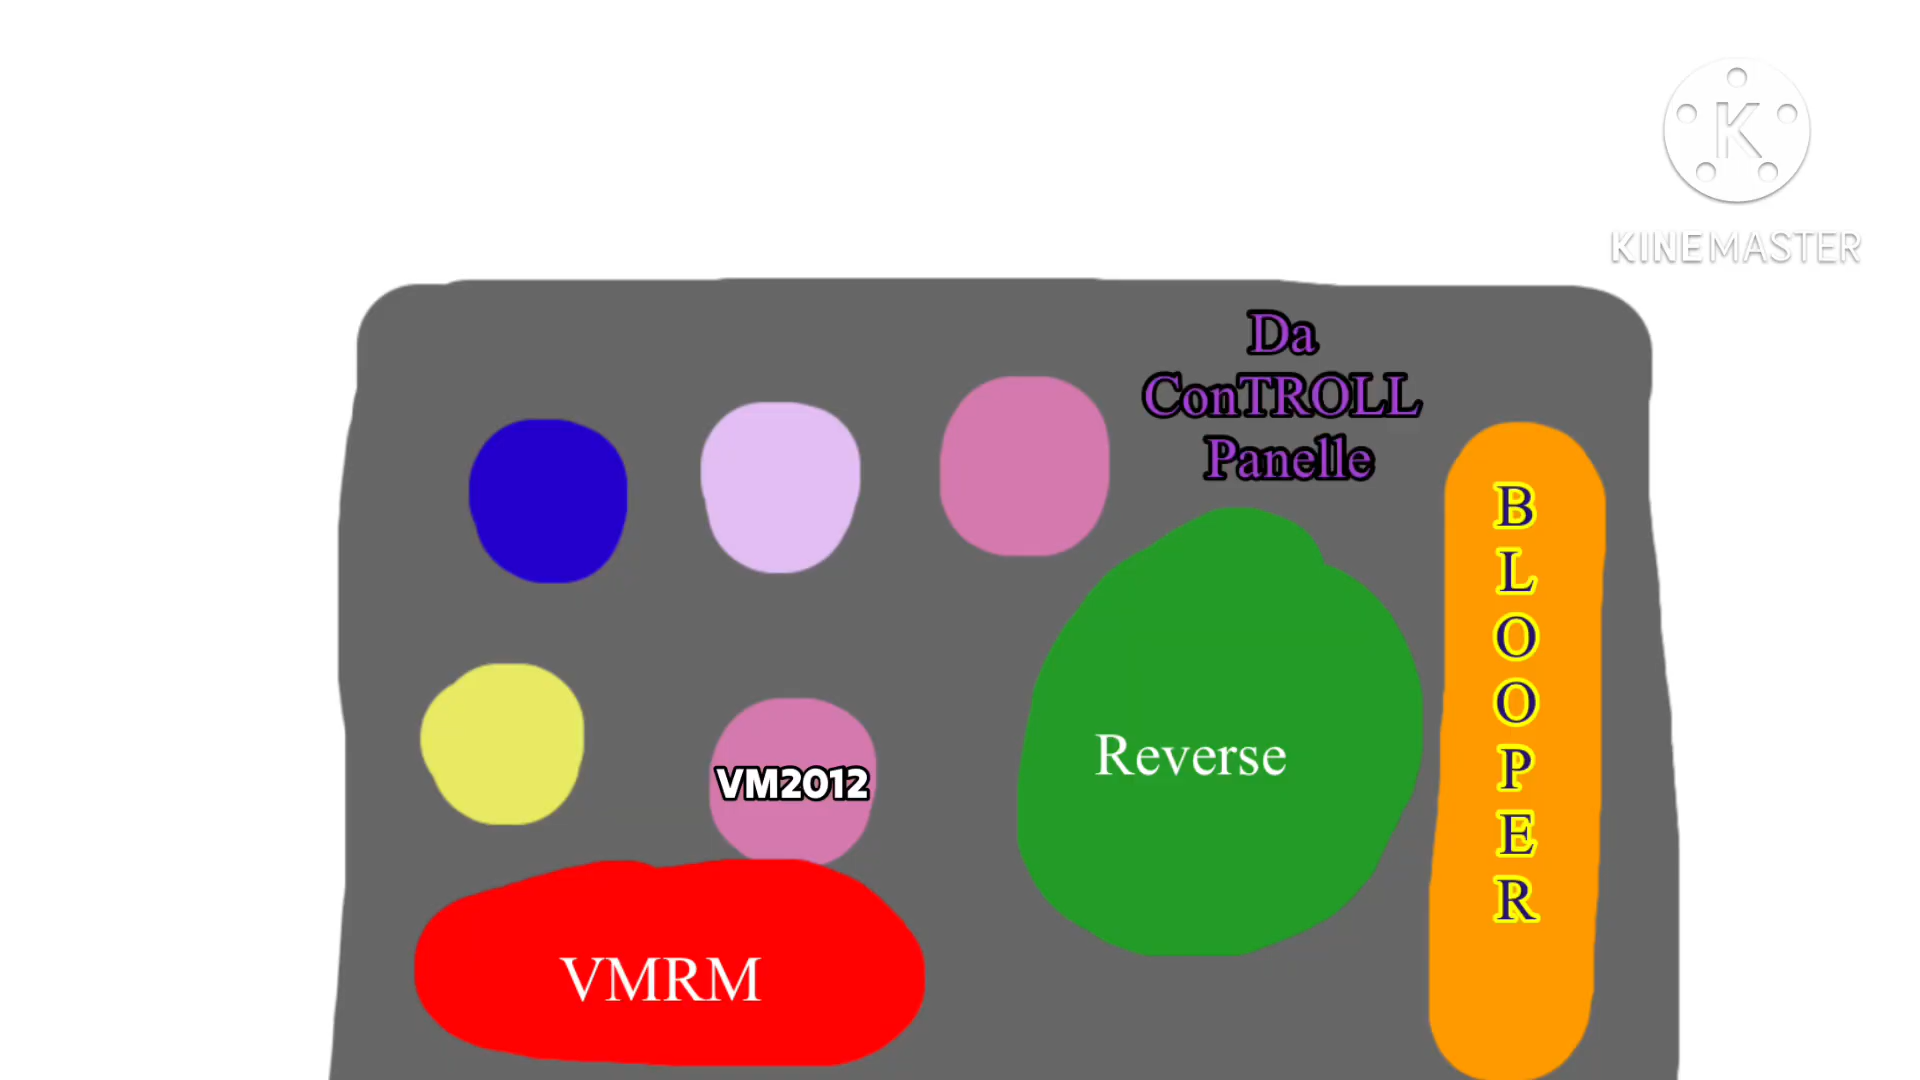 K
KINEMASTER
Da
ConTROLL
Panelle
B
L
O
O
P
E
R
Reverse
VM2012
VMRM